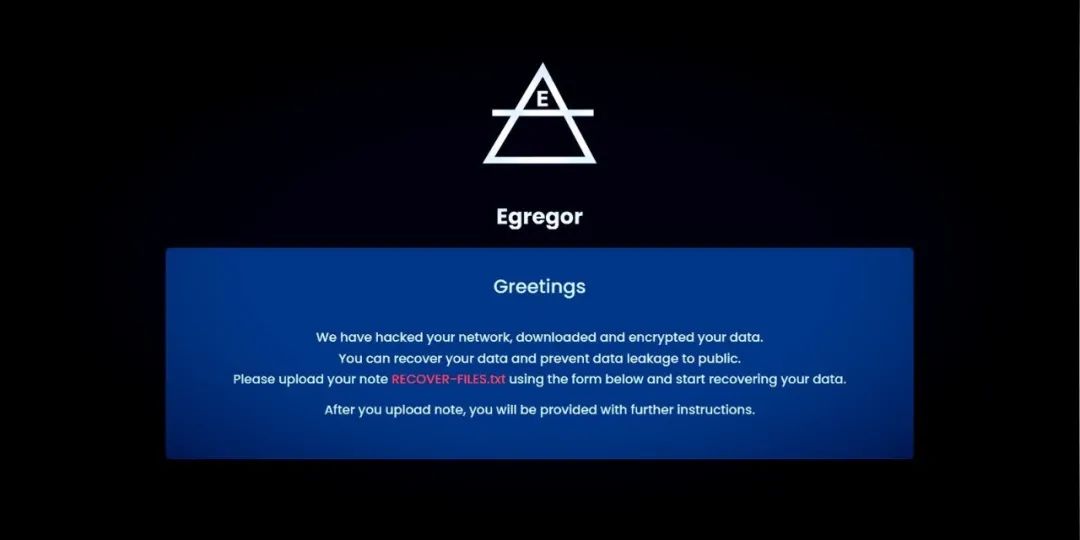 E
Egregor
Greetings
We have hacked your network, downloaded and encrypted your data.
You can recover your data and prevent data leakage to public.
Please upload your note RECOVER-FILES.txt using the form below and start recovering your data.
After you upload note, you will be provided with further instructions.